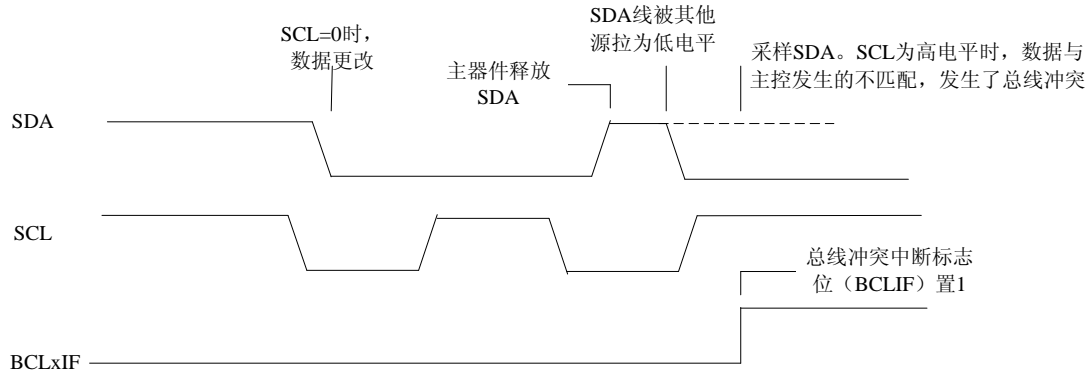 SCL=0时，
数据更改
主器件释放
SDA
SDA线被其他
源拉为低电平
采样SDA。SCL为高电平时，数据与
主控发生的不匹配，发生了总线冲突
SDA
SCL
总线冲突中断标志
位（BCLIF）置1
BCLxIF